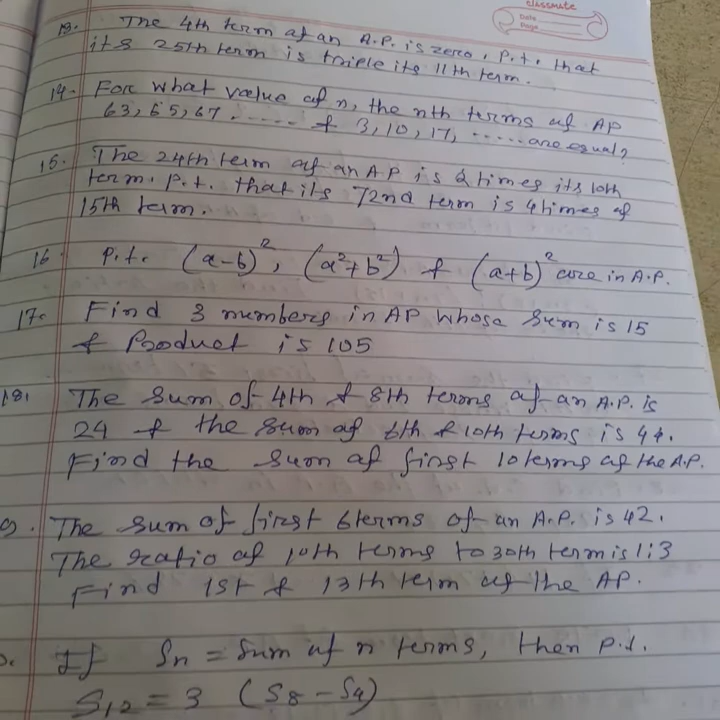 classmate
Date
Page
13. The 4th term of an A.P. is zero, P.t. that
its 25th term is triple its 11th term.
14. For what value of n, the nth terms of AP
63, 65, 67 ..... & 3, 10, 17, ..... are equal?
15. The 24th term of an AP is 2 times its 10th
term. P.t. that its 72nd term is 4 times of
15th term.
16. P.t. (a-b)², (a²+b²) & (a+b)² are in A.P.
17. Find 3 numbers in AP whose sum is 15
& Product is 105
18. The sum of 4th & 8th terms of an A.P. is
24 & the sum of 6th & 10th terms is 44.
Find the sum of first 10 terms of the A.P.
9. The sum of first 6 terms of an A.P. is 42.
The ratio of 10th terms to 30th term is 1:3
Find 1st & 13th term of the AP.
If Sn = Sum of n terms, then P.t.
S12 = 3 (S8 - S4)